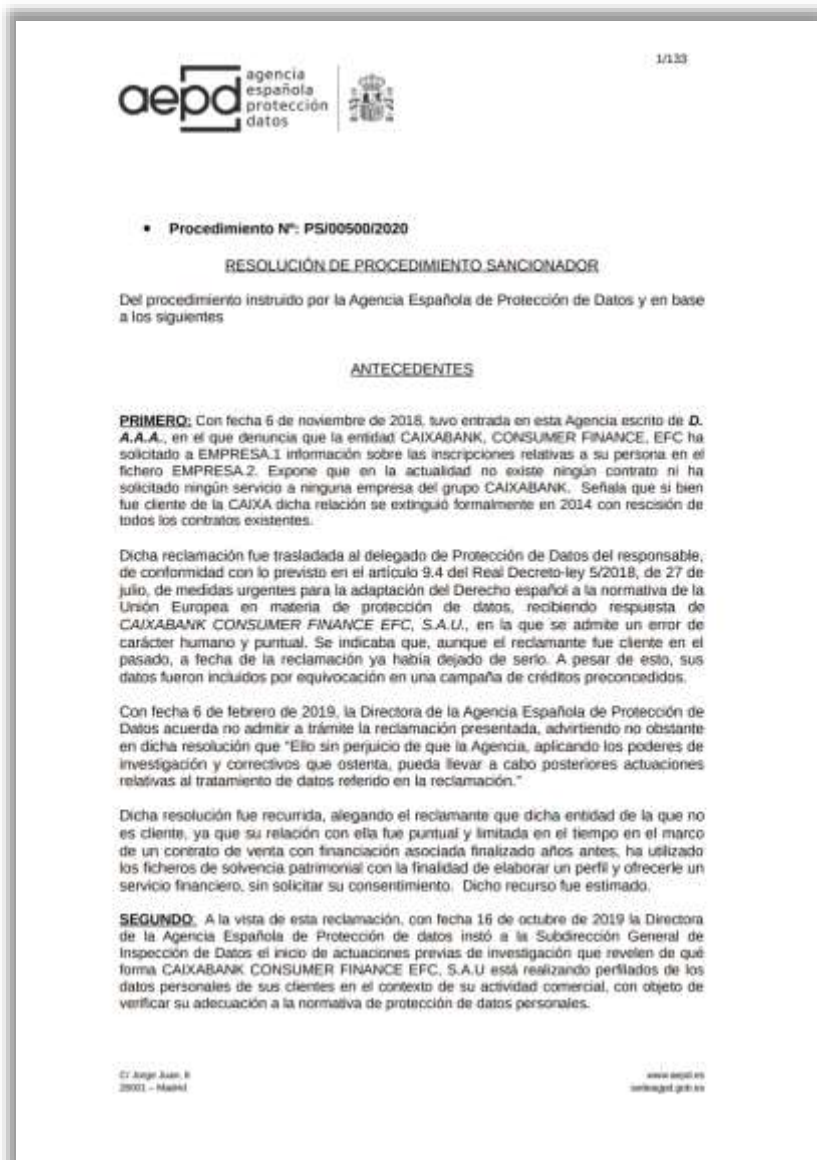 1/133
aepd
agencia
española
protección
datos
• Procedimiento Nº: PS/00500/2020
RESOLUCIÓN DE PROCEDIMIENTO SANCIONADOR
Del procedimiento instruido por la Agencia Española de Protección de Datos y en base
a los siguientes
ANTECEDENTES
PRIMERO: Con fecha 6 de noviembre de 2018, tuvo entrada en esta Agencia escrito de D.
A.A.A., en el que denuncia que la entidad CAIXABANK, CONSUMER FINANCE, EFC ha
solicitado a EMPRESA.1 información sobre las inscripciones relativas a su persona en el
fichero EMPRESA.2. Expone que en la actualidad no existe ningún contrato ni ha
solicitado ningún servicio a ninguna empresa del grupo CAIXABANK. Señala que si bien
fue cliente de la CAIXA dicha relación se extinguió formalmente en 2014 con rescisión de
todos los contratos existentes.
Dicha reclamación fue trasladada al delegado de Protección de Datos del responsable,
de conformidad con lo previsto en el artículo 9.4 del Real Decreto-ley 5/2018, de 27 de
julio, de medidas urgentes para la adaptación del Derecho español a la normativa de la
Unión Europea en materia de protección de datos, recibiendo respuesta de
CAIXABANK CONSUMER FINANCE EFC, S.A.U., en la que se admite un error de
carácter humano y puntual. Se indicaba que, aunque el reclamante fue cliente en el
pasado, a fecha de la reclamación ya había dejado de serlo. A pesar de esto, sus
datos fueron incluidos por equivocación en una campaña de créditos preconcedidos.
Con fecha 6 de febrero de 2019, la Directora de la Agencia Española de Protección de
Datos acuerda no admitir a trámite la reclamación presentada, advirtiendo no obstante
en dicha resolución que "Ello sin perjuicio de que la Agencia, aplicando los poderes de
investigación y correctivos que ostenta, pueda llevar a cabo posteriores actuaciones
relativas al tratamiento de datos referido en la reclamación."
Dicha resolución fue recurrida, alegando el reclamante que dicha entidad de la que no
es cliente, ya que su relación con ella fue puntual y limitada en el tiempo en el marco
de un contrato de venta con financiación asociada finalizado años antes, ha utilizado
los ficheros de solvencia patrimonial con la finalidad de elaborar un perfil y ofrecerle un
servicio financiero, sin solicitar su consentimiento. Dicho recurso fue estimado.
SEGUNDO: A la vista de esta reclamación, con fecha 16 de octubre de 2019 la Directora
de la Agencia Española de Protección de datos instó a la Subdirección General de
Inspección de Datos el inicio de actuaciones previas de investigación que revelen de qué
forma CAIXABANK CONSUMER FINANCE EFC, S.A.U está realizando perfilados de los
datos personales de sus clientes en el contexto de su actividad comercial, con objeto de
verificar su adecuación a la normativa de protección de datos personales.
C/ Jorge Juan, 6
28001 – Madrid
www.aepd.es
sedeagpd.gob.es